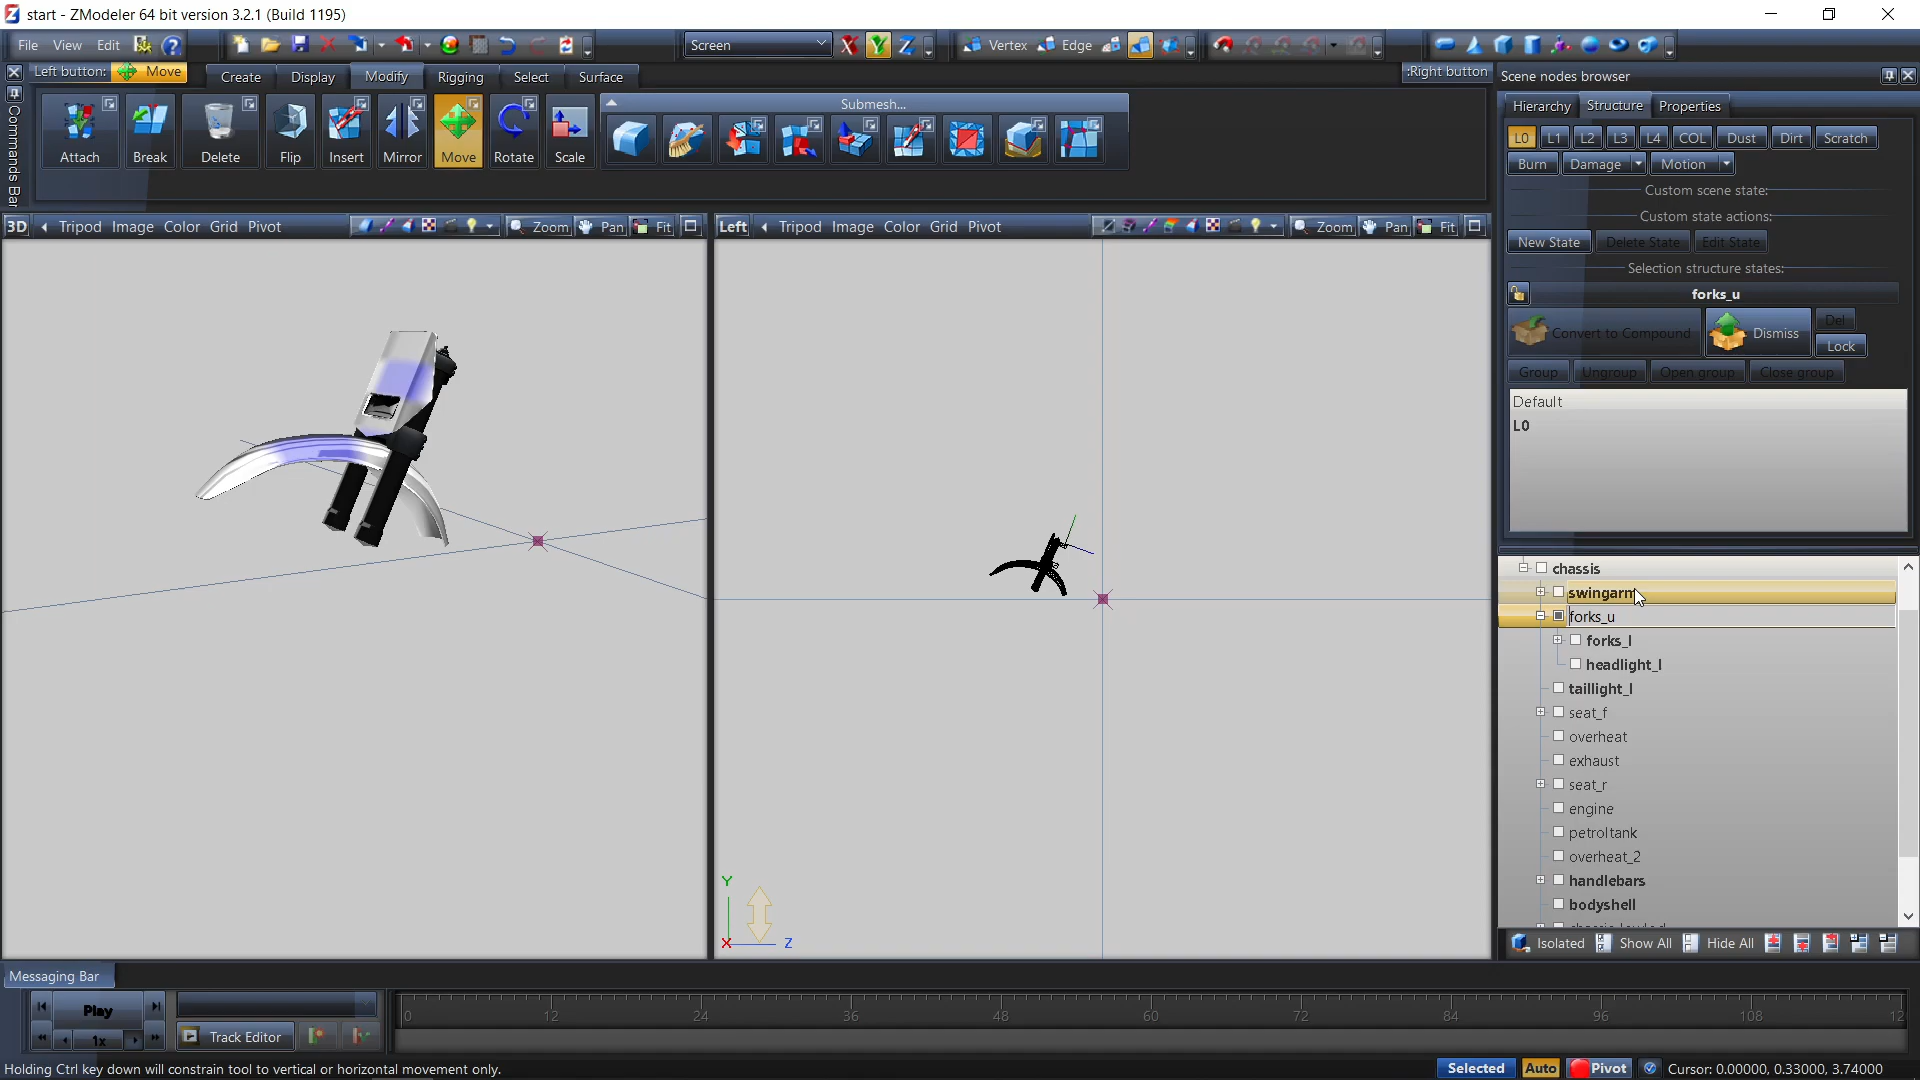 start - ZModeler 64 bit version 3.2.1 (Build 1195)
File View Edit
Screen
Vertex Edge
Left button: Move
Create Display Modify Rigging Select Surface
:Right button
Scene nodes browser
Commands Bar
Attach Break Delete Flip Insert Mirror Move Rotate Scale
Submesh...
Hierarchy Structure Properties
L0 L1 L2 L3 L4 COL Dust Dirt Scratch
Burn Damage Motion
Custom scene state:
Custom state actions:
New State Delete State Edit State
Selection structure states:
forks_u
Convert to Compound Dismiss Del
Lock
Group Ungroup Open group Close group
Default
L0
3D Tripod Image Color Grid Pivot Zoom Pan Fit
Left Tripod Image Color Grid Pivot Zoom Pan Fit
Y
X Z
chassis
swingarm
forks_u
forks_l
headlight_l
taillight_l
seat_f
overheat
exhaust
seat_r
engine
petroltank
overheat_2
handlebars
bodyshell
Isolated Show All Hide All
Messaging Bar
Play
1x
Track Editor
0 12 24 36 48 60 72 84 96 108 12
Holding Ctrl key down will constrain tool to vertical or horizontal movement only.
Selected Auto Pivot Cursor: 0.00000, 0.33000, 3.74000